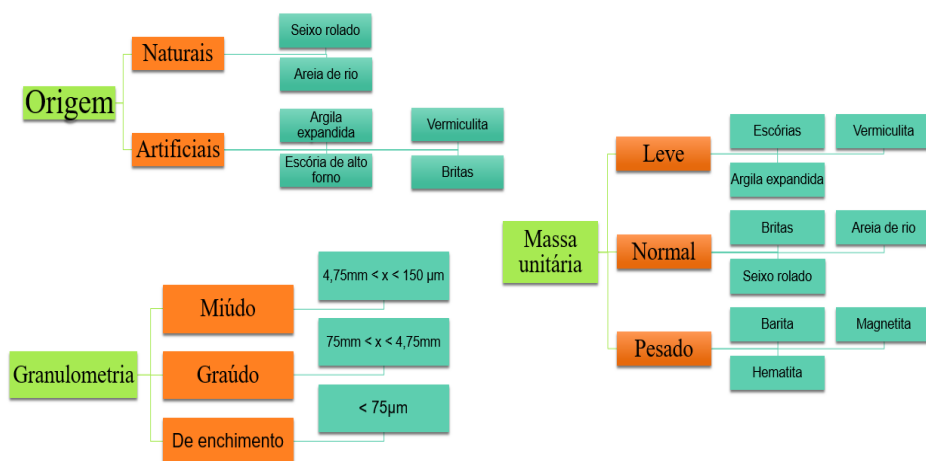 Origem
Naturais
Seixo rolado
Areia de rio
Artificiais
Argila
expandida
Vermiculita
Escória de alto
forno
Britas
Granulometria
Miúdo
4,75mm < x < 150 µm
Graúdo
75mm < x < 4,75mm
De enchimento
< 75µm
Massa
unitária
Leve
Escórias
Vermiculita
Argila expandida
Normal
Britas
Areia de rio
Seixo rolado
Pesado
Barita
Magnetita
Hematita